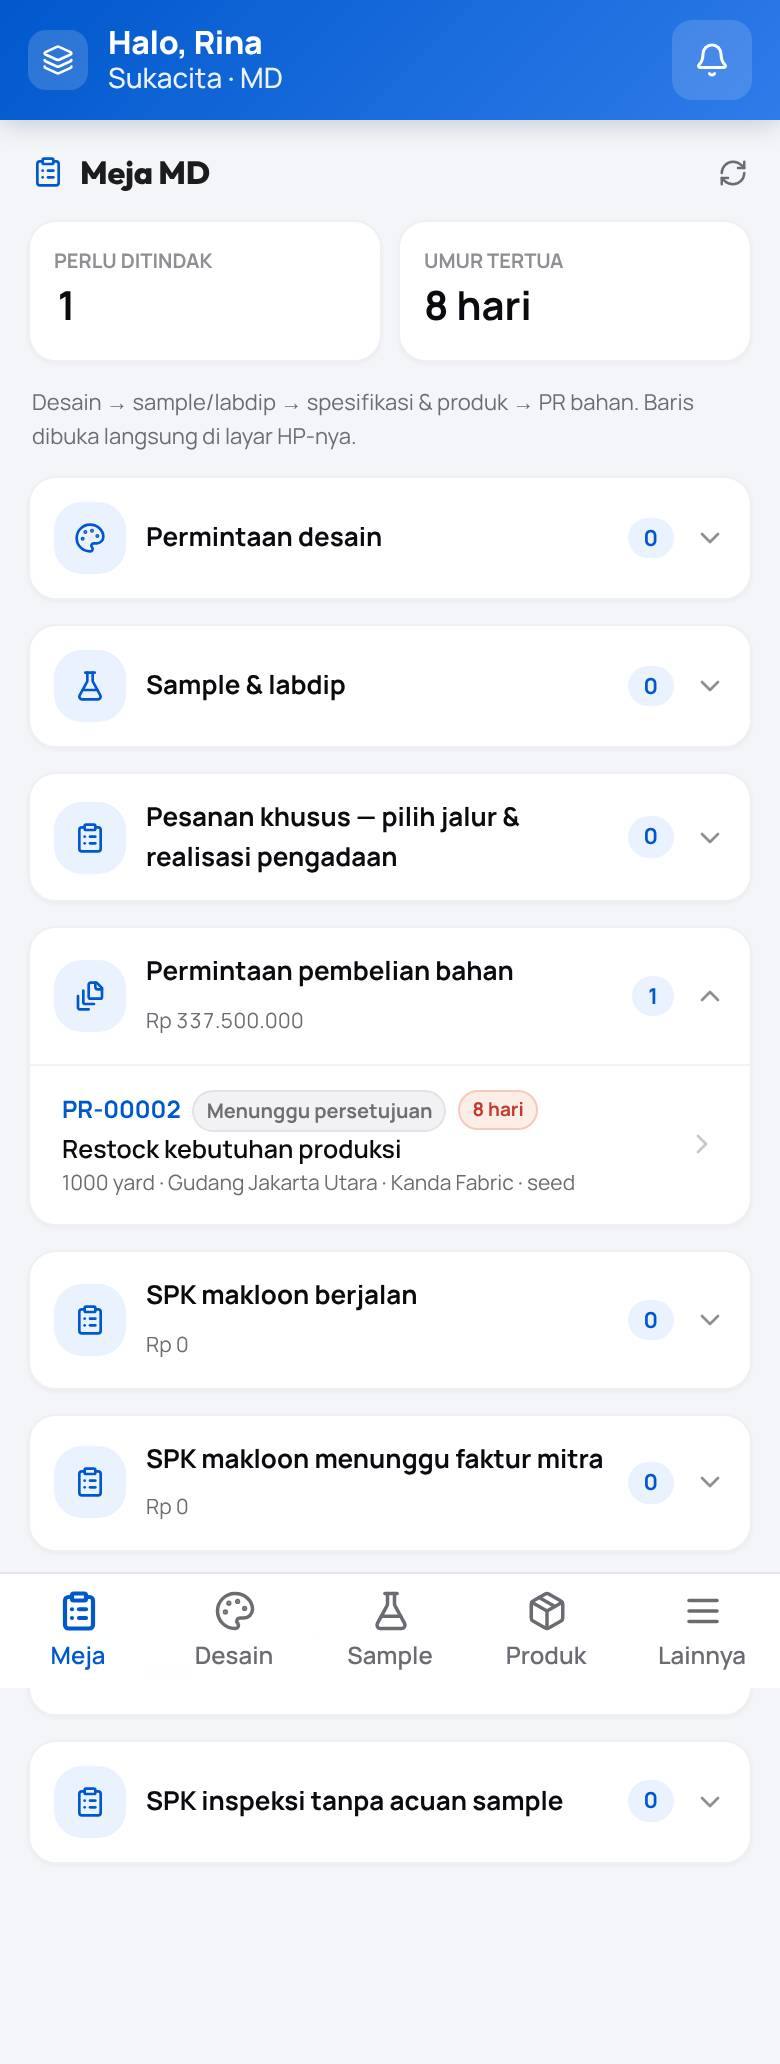 Halo, Rina
Sukacita · MD
Meja MD
PERLU DITINDAK
1
UMUR TERTUA
8 hari
Desain → sample/labdip → spesifikasi & produk → PR bahan. Baris
dibuka langsung di layar HP-nya.
Permintaan desain
0
Sample & labdip
0
Pesanan khusus — pilih jalur &
realisasi pengadaan
0
Permintaan pembelian bahan
Rp 337.500.000
1
PR-00002 Menunggu persetujuan 8 hari
Restock kebutuhan produksi
1000 yard · Gudang Jakarta Utara · Kanda Fabric · seed
SPK makloon berjalan
Rp 0
0
SPK makloon menunggu faktur mitra
Rp 0
0
Meja
Desain
Sample
Produk
Lainnya
SPK inspeksi tanpa acuan sample
0